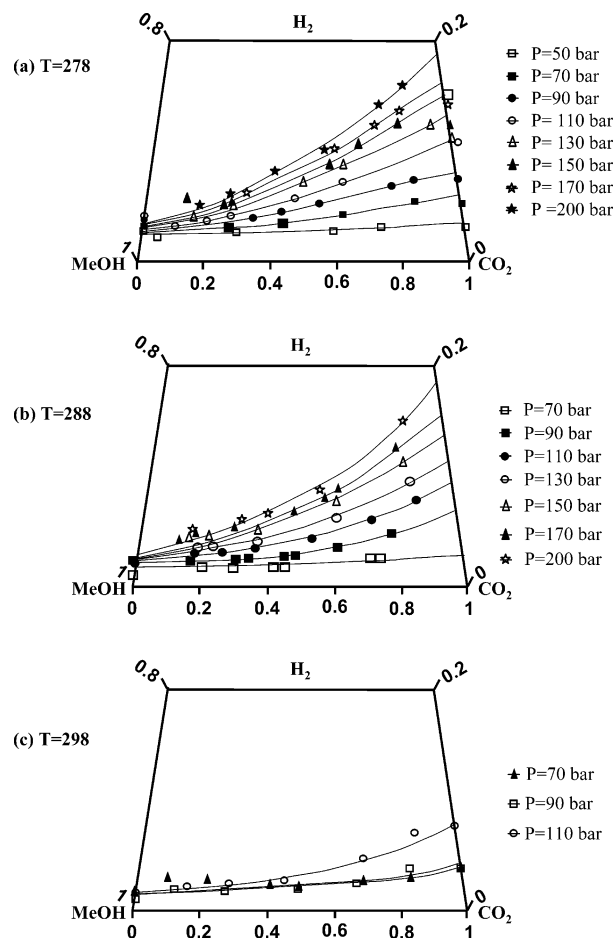 H2
0.8
0.2
(a) T=278
P=50 bar
P=70 bar
P=90 bar
P= 110 bar
P= 130 bar
P= 150 bar
P= 170 bar
P =200 bar
1
0
MeOH
CO2
0 0.2 0.4 0.6 0.8 1
H2
0.8
0.2
(b) T=288
P=70 bar
P=90 bar
P=110 bar
P=130 bar
P=150 bar
P=170 bar
P=200 bar
1
0
MeOH
CO2
0 0.2 0.4 0.6 0.8 1
H2
0.8
0.2
(c) T=298
P=70 bar
P=90 bar
P=110 bar
1
0
MeOH
CO2
0 0.2 0.4 0.6 0.8 1